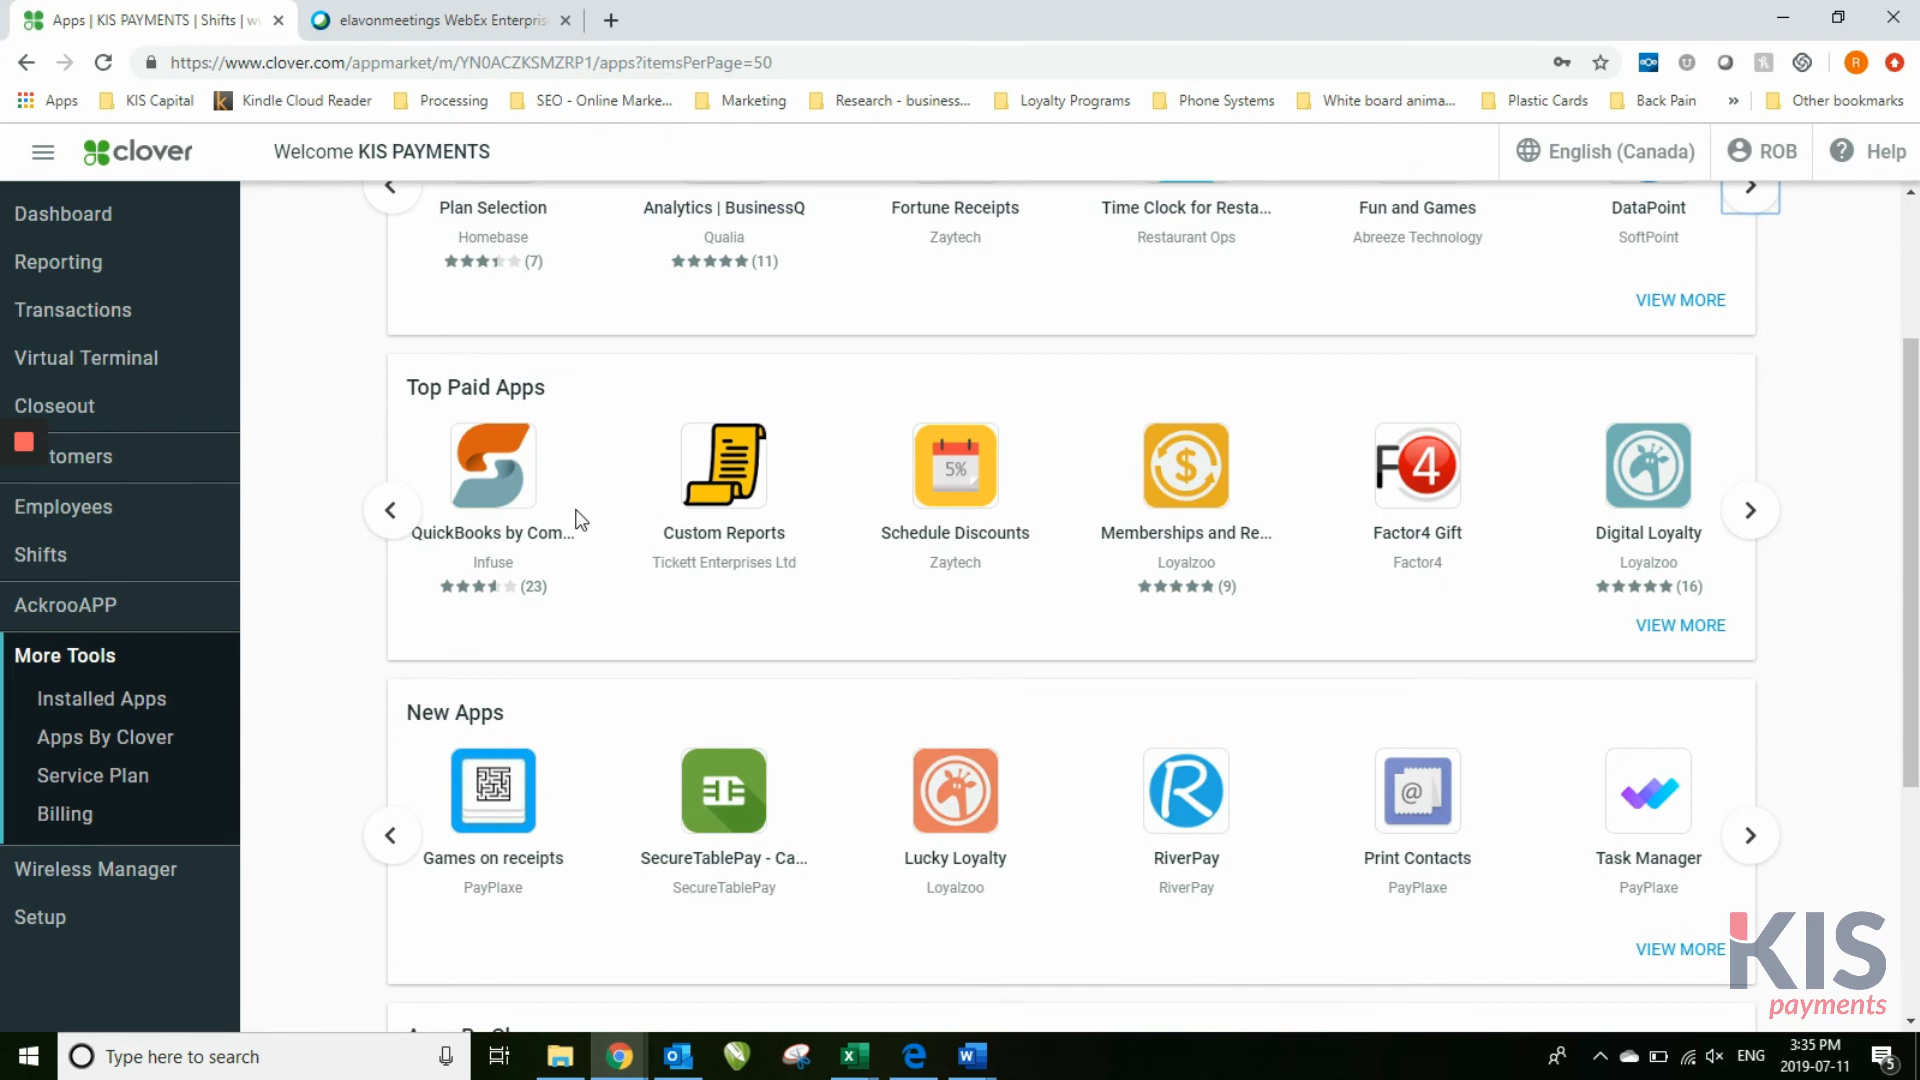 Apps | KIS PAYMENTS | Shifts | w
elavonmeetings WebEx Enterpris
https://www.clover.com/appmarket/m/YN0ACZKSMZRP1/apps?itemsPerPage=50
R
Apps
KIS Capital
Kindle Cloud Reader
Processing
SEO - Online Marke...
Marketing
Research - business...
Loyalty Programs
Phone Systems
White board anima...
Plastic Cards
Back Pain
»
Other bookmarks
clover
Welcome KIS PAYMENTS
English (Canada)
ROB
Help
Dashboard
Reporting
Transactions
Virtual Terminal
Closeout
tomers
Employees
Shifts
AckrooAPP
More Tools
Installed Apps
Apps By Clover
Service Plan
Billing
Wireless Manager
Setup
Plan Selection
Homebase
(7)
Analytics | BusinessQ
Qualia
(11)
Fortune Receipts
Zaytech
Time Clock for Resta...
Restaurant Ops
Fun and Games
Abreeze Technology
DataPoint
SoftPoint
VIEW MORE
Top Paid Apps
QuickBooks by Com...
Infuse
(23)
Custom Reports
Tickett Enterprises Ltd
5%
Schedule Discounts
Zaytech
$
Memberships and Re...
Loyalzoo
(9)
F4
Factor4 Gift
Factor4
Digital Loyalty
Loyalzoo
(16)
VIEW MORE
New Apps
Games on receipts
PayPlaxe
SecureTablePay - Ca...
SecureTablePay
Lucky Loyalty
Loyalzoo
R
RiverPay
RiverPay
@
Print Contacts
PayPlaxe
Task Manager
PayPlaxe
VIEW MORE
KIS
payments
Type here to search
ENG
3:35 PM
2019-07-11
5